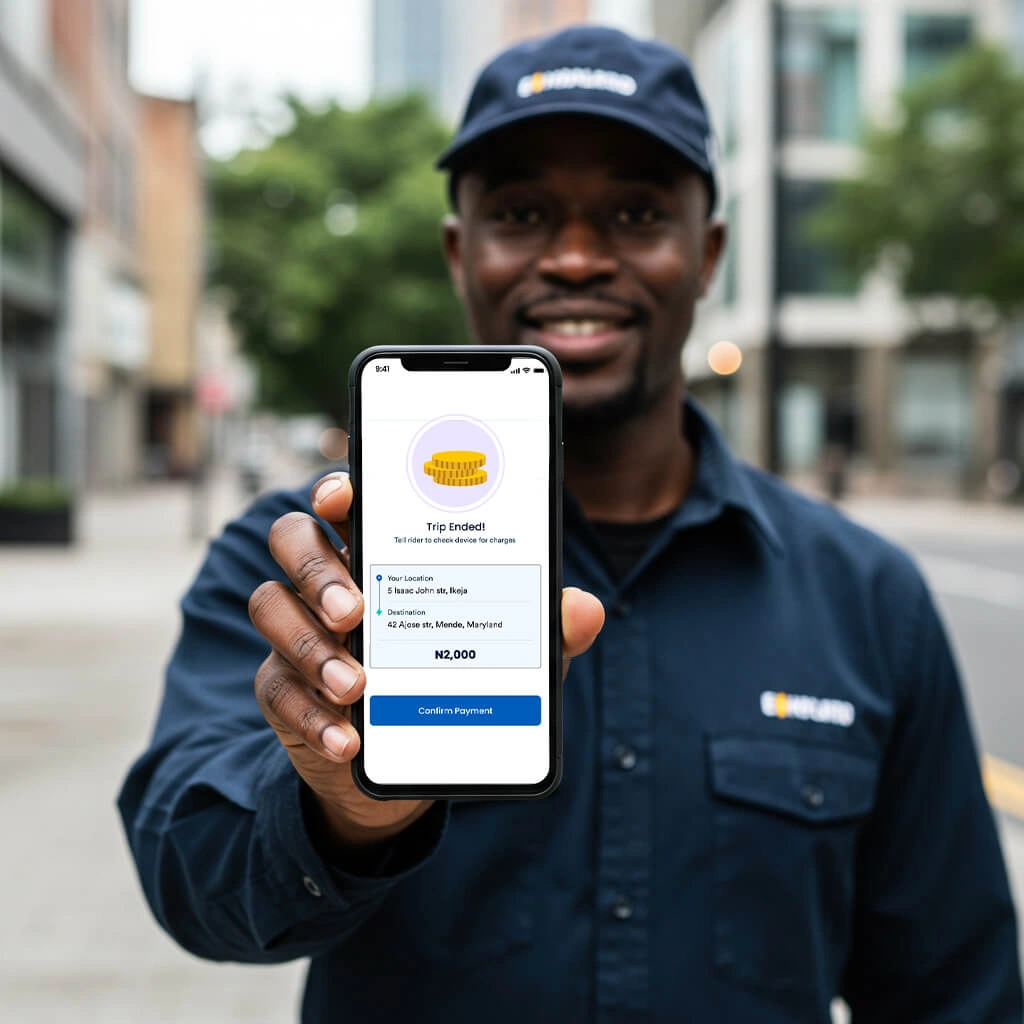 9:41
Trip Ended!
Tell rider to check device for charges
Your Location
5 Isaac John str, Ikeja
Destination
42 Ajose str, Mende, Maryland
N2,000
Confirm Payment